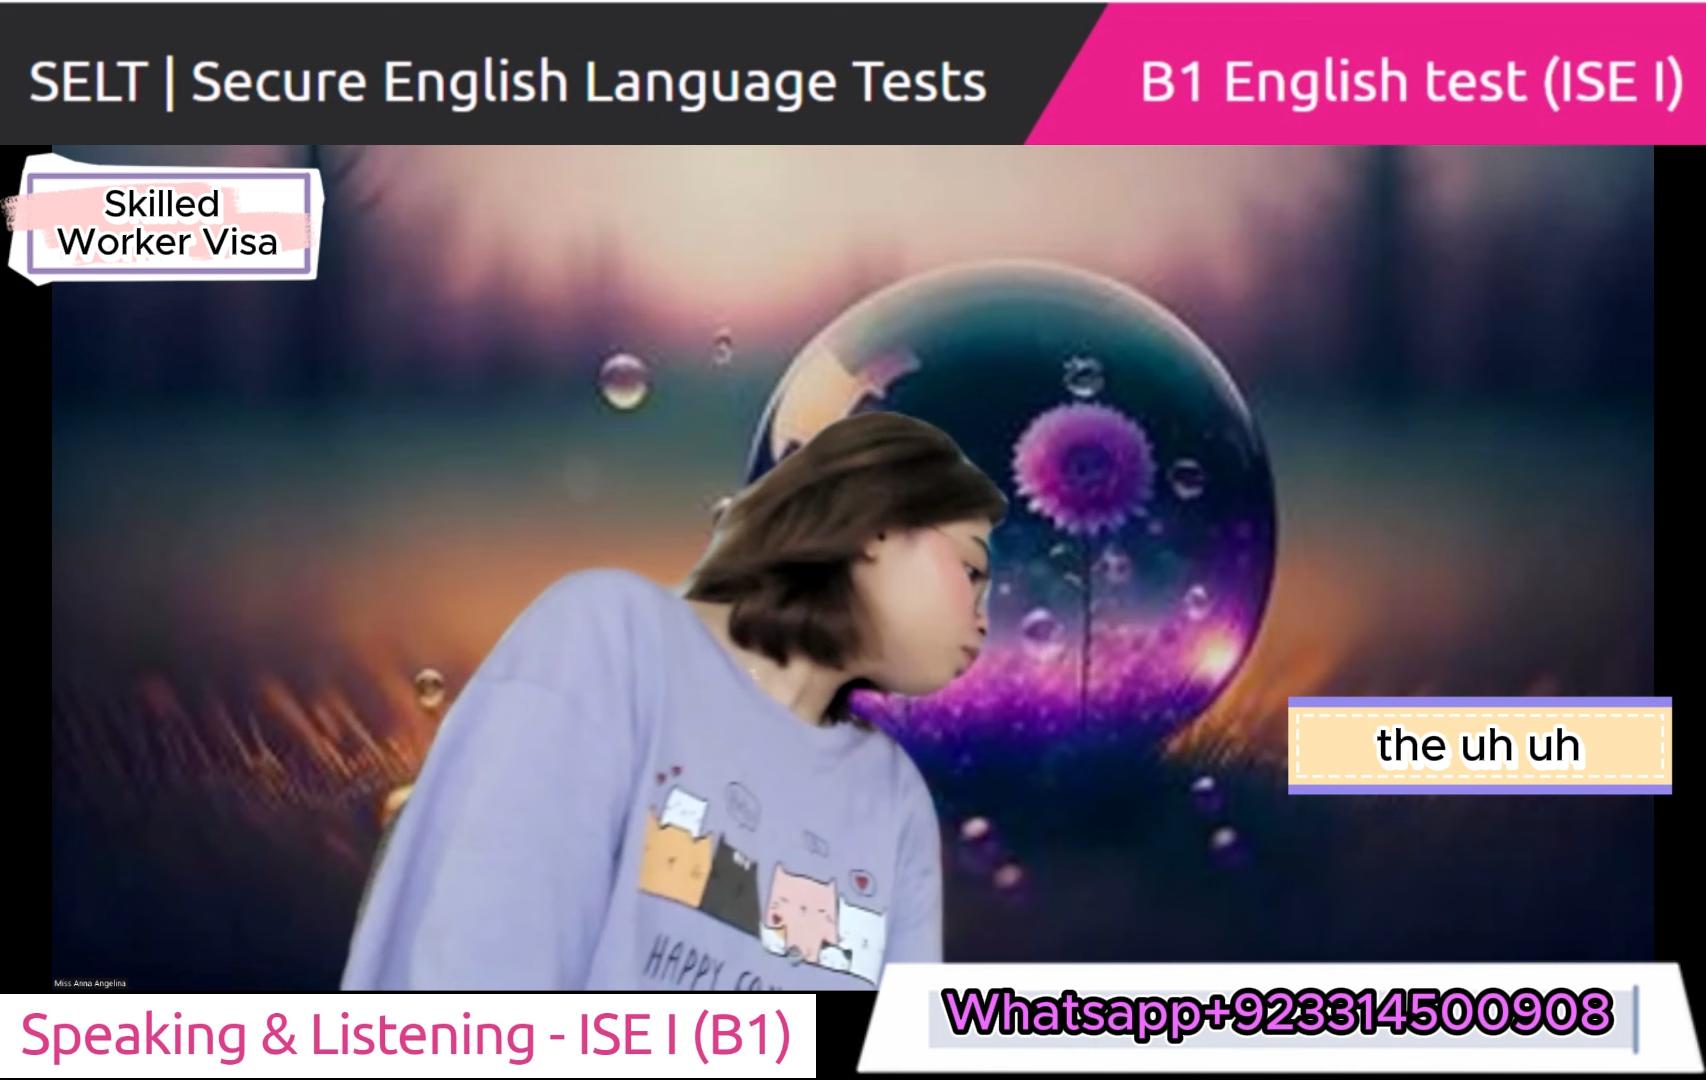 SELT | Secure English Language Tests
B1 English test (ISE I)
Skilled
Worker Visa
the uh uh
HAPPY
Miss Anna Angelina
Speaking & Listening - ISE I (B1)
Whatsapp+923314500908